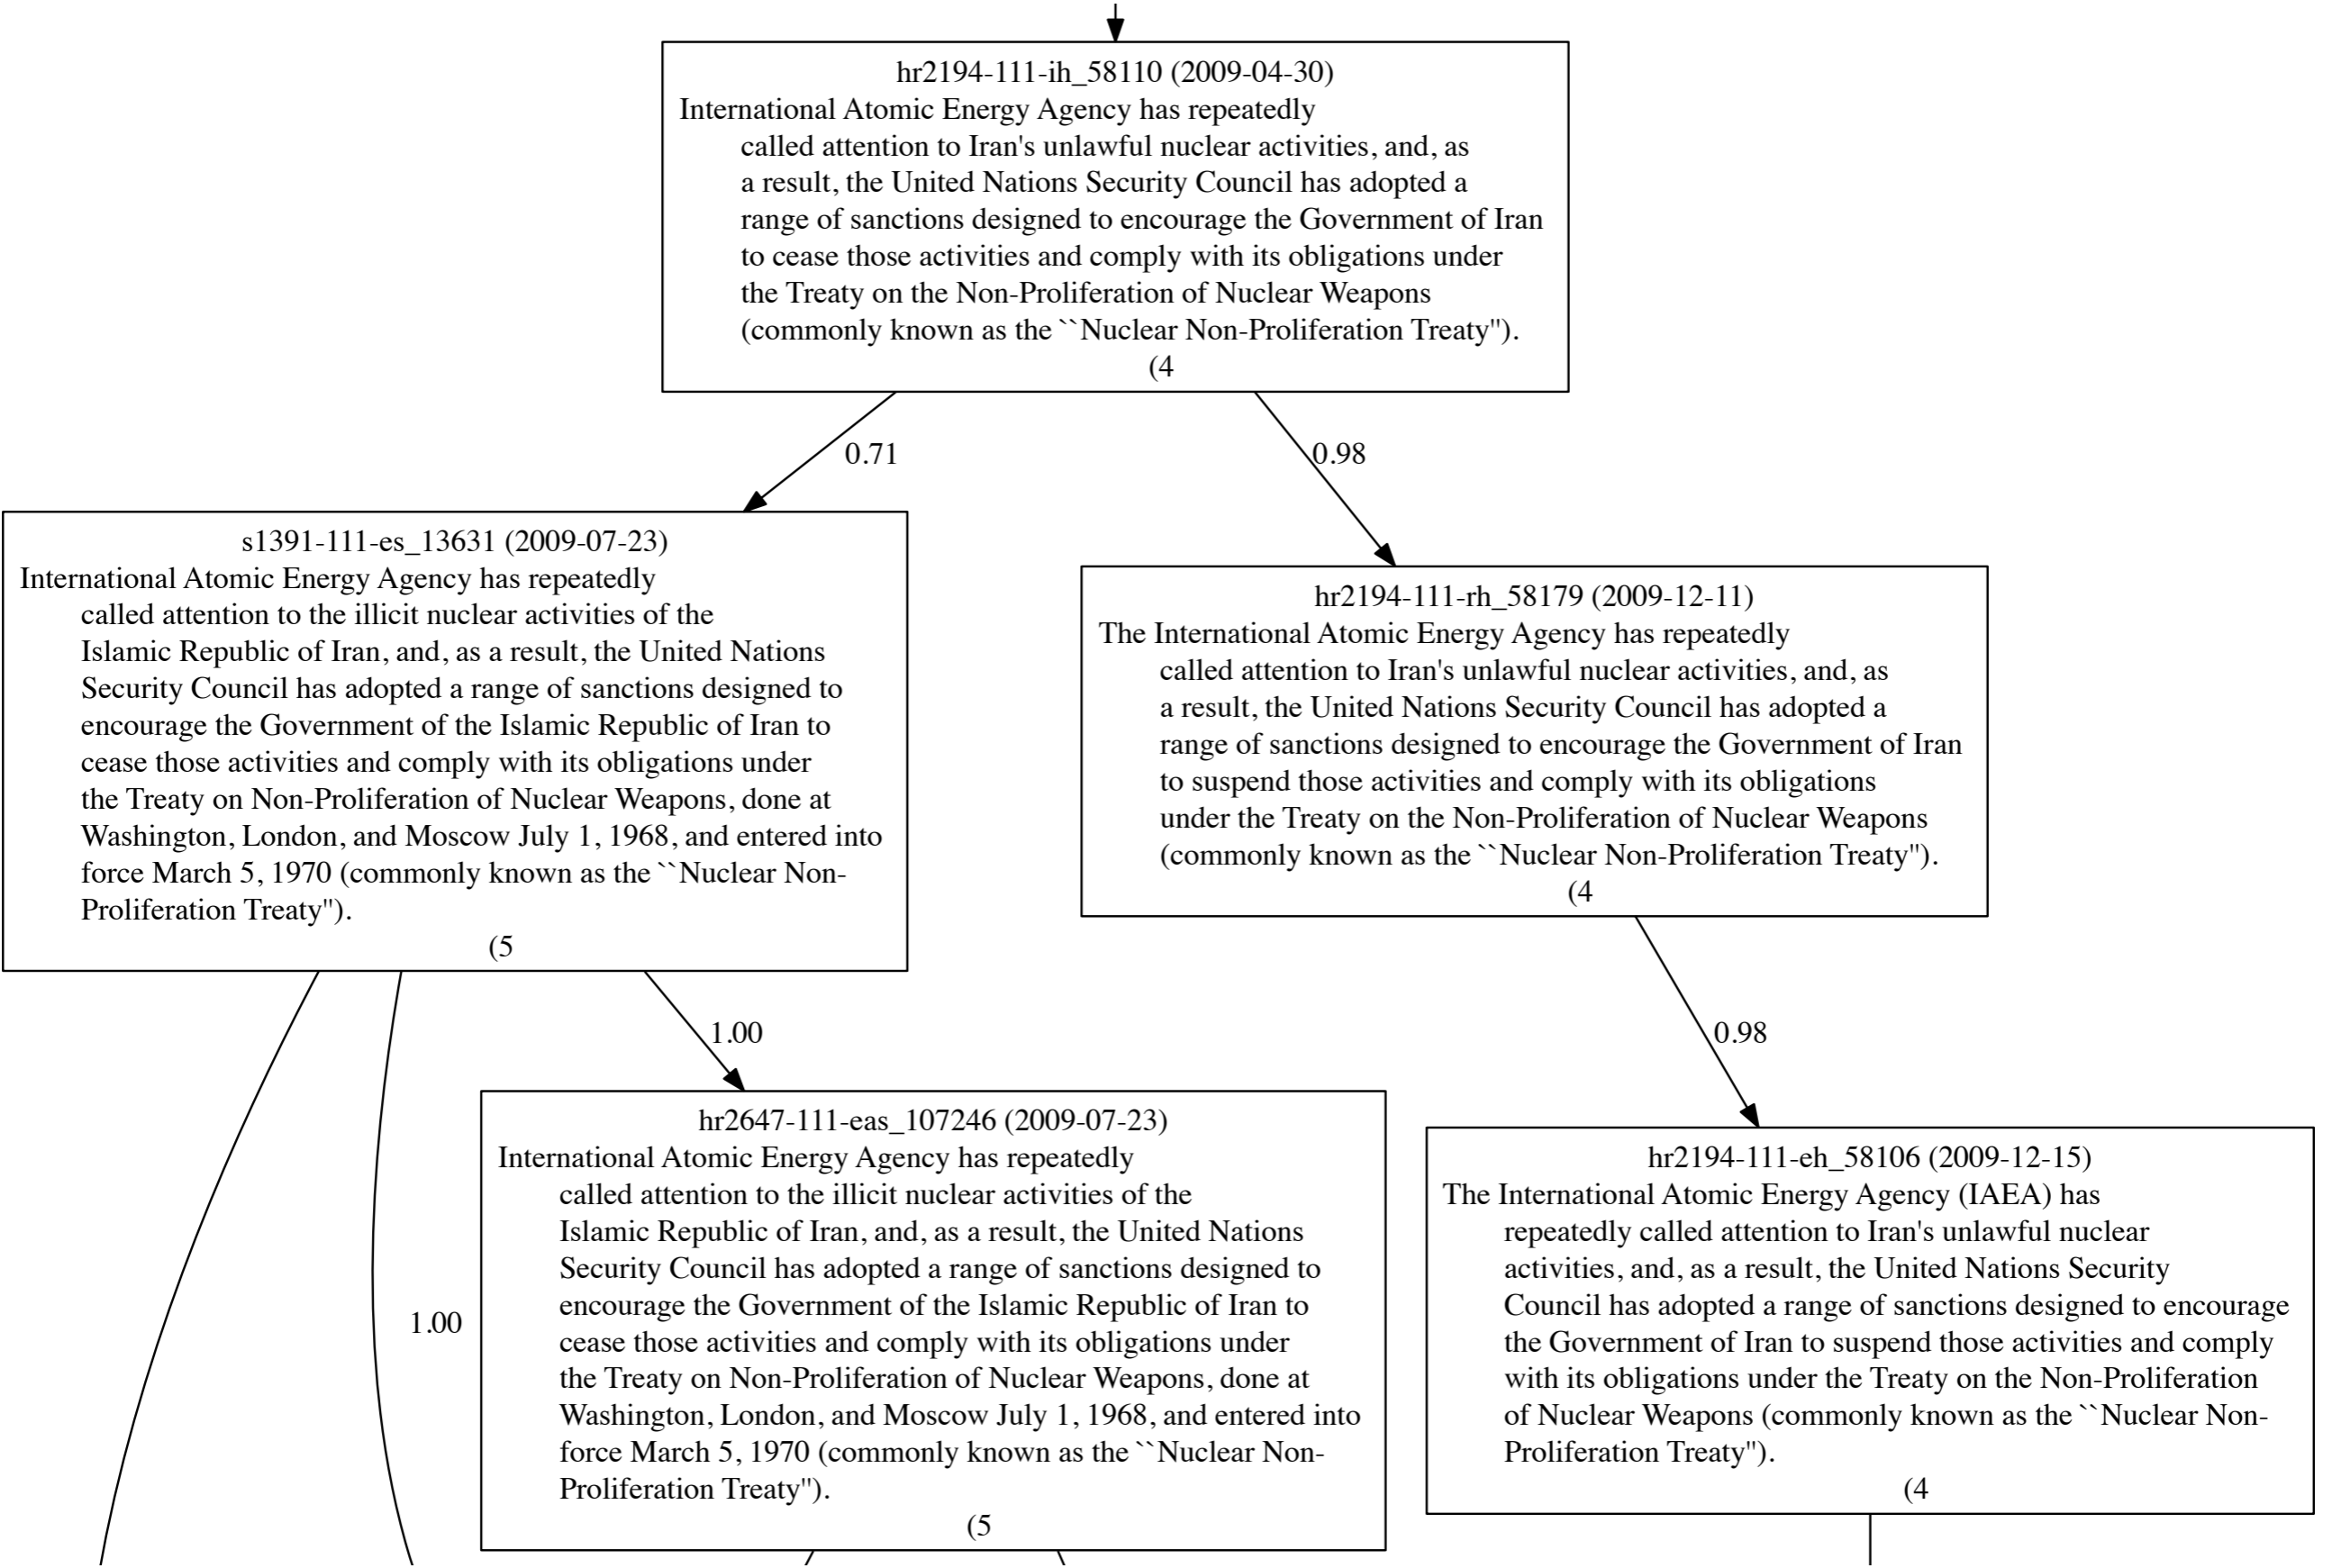 hr2194-111-ih_58110 (2009-04-30)
International Atomic Energy Agency has repeatedly
called attention to Iran's unlawful nuclear activities, and, as
a result, the United Nations Security Council has adopted a
range of sanctions designed to encourage the Government of Iran
to cease those activities and comply with its obligations under
the Treaty on the Non-Proliferation of Nuclear Weapons
(commonly known as the ``Nuclear Non-Proliferation Treaty'').
(4
0.71
0.98
s1391-111-es_13631 (2009-07-23)
International Atomic Energy Agency has repeatedly
called attention to the illicit nuclear activities of the
Islamic Republic of Iran, and, as a result, the United Nations
Security Council has adopted a range of sanctions designed to
encourage the Government of the Islamic Republic of Iran to
cease those activities and comply with its obligations under
the Treaty on Non-Proliferation of Nuclear Weapons, done at
Washington, London, and Moscow July 1, 1968, and entered into
force March 5, 1970 (commonly known as the ``Nuclear Non-
Proliferation Treaty'').
(5
hr2194-111-rh_58179 (2009-12-11)
The International Atomic Energy Agency has repeatedly
called attention to Iran's unlawful nuclear activities, and, as
a result, the United Nations Security Council has adopted a
range of sanctions designed to encourage the Government of Iran
to suspend those activities and comply with its obligations
under the Treaty on the Non-Proliferation of Nuclear Weapons
(commonly known as the ``Nuclear Non-Proliferation Treaty'').
(4
1.00
0.98
1.00
hr2647-111-eas_107246 (2009-07-23)
International Atomic Energy Agency has repeatedly
called attention to the illicit nuclear activities of the
Islamic Republic of Iran, and, as a result, the United Nations
Security Council has adopted a range of sanctions designed to
encourage the Government of the Islamic Republic of Iran to
cease those activities and comply with its obligations under
the Treaty on Non-Proliferation of Nuclear Weapons, done at
Washington, London, and Moscow July 1, 1968, and entered into
force March 5, 1970 (commonly known as the ``Nuclear Non-
Proliferation Treaty'').
(5
hr2194-111-eh_58106 (2009-12-15)
The International Atomic Energy Agency (IAEA) has
repeatedly called attention to Iran's unlawful nuclear
activities, and, as a result, the United Nations Security
Council has adopted a range of sanctions designed to encourage
the Government of Iran to suspend those activities and comply
with its obligations under the Treaty on the Non-Proliferation
of Nuclear Weapons (commonly known as the ``Nuclear Non-
Proliferation Treaty'').
(4